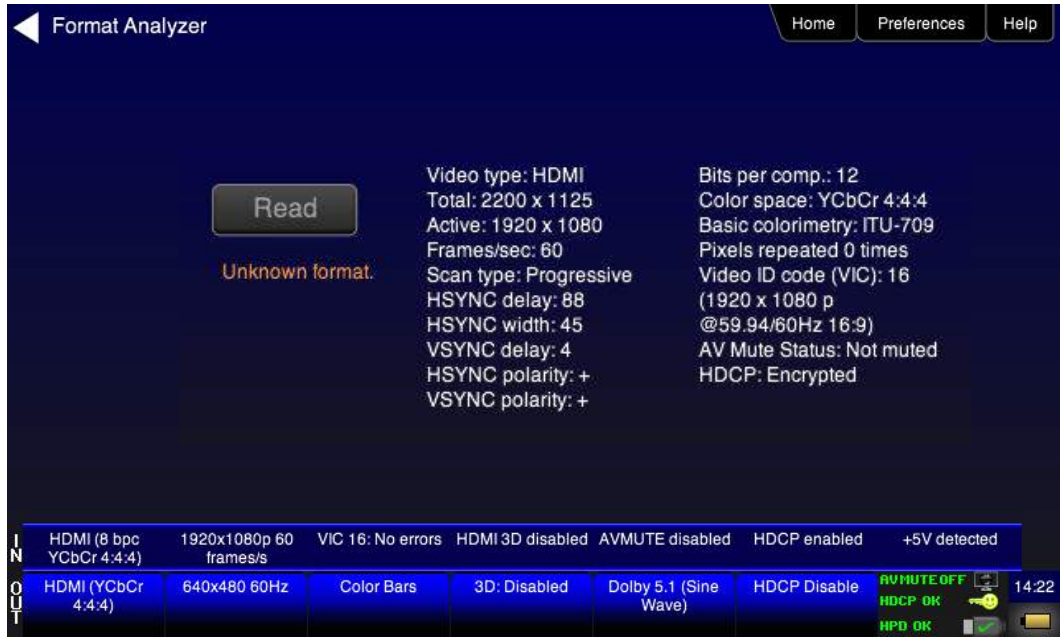 Format Analyzer
Home
Preferences
Help
Read
Unknown format.
Video type: HDMI
Total: 2200 x 1125
Active: 1920 x 1080
Frames/sec: 60
Scan type: Progressive
HSYNC delay: 88
HSYNC width: 45
VSYNC delay: 4
HSYNC polarity: +
VSYNC polarity: +
Bits per comp.: 12
Color space: YCbCr 4:4:4
Basic colorimetry: ITU-709
Pixels repeated 0 times
Video ID code (VIC): 16
(1920 x 1080 p
@59.94/60Hz 16:9)
AV Mute Status: Not muted
HDCP: Encrypted
IN
HDMI (8 bpc
YCbCr 4:4:4)
1920x1080p 60
frames/s
VIC 16: No errors
HDMI 3D disabled
AVMUTE disabled
HDCP enabled
+5V detected
OUT
HDMI (YCbCr
4:4:4)
640x480 60Hz
Color Bars
3D: Disabled
Dolby 5.1 (Sine
Wave)
HDCP Disable
AVMUTE OFF
HDCP OK
HPD OK
14:22